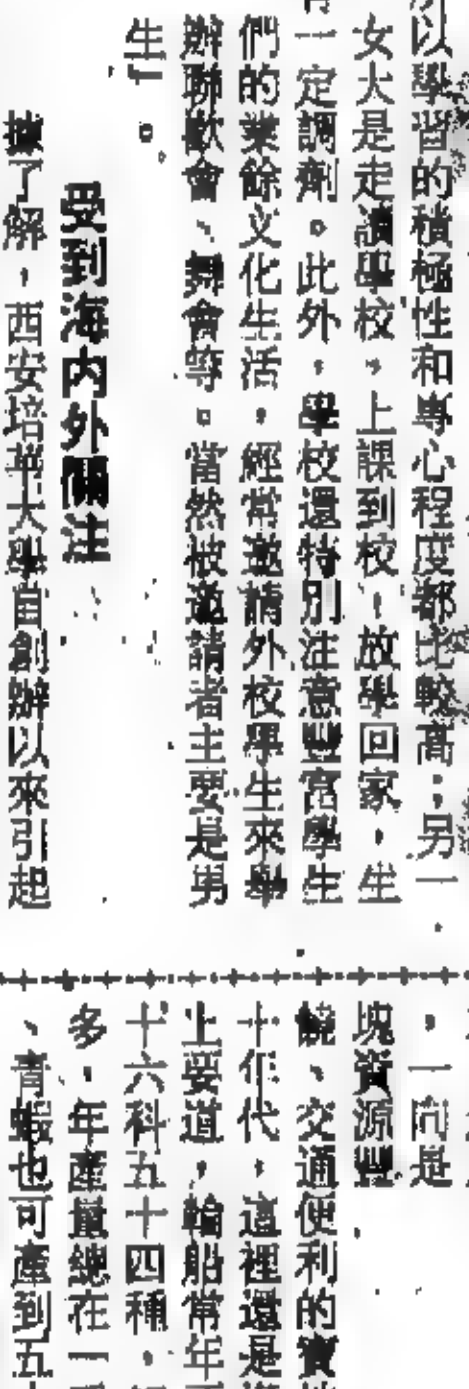 所以學習的積極性和專心程度都比較高；另一
女大是走讀學校，上課到校，放學回家，生
有一定調劑。此外，學校還特別注意豐富學生
們的業餘文化生活，經常邀請外校學生來舉
辦聯歡會、舞會等。當然被邀請者主要是男
生」。
受到海內外關注
據了解，西安培華大學自創辦以來引起
，一向是
塊資源豐
饒、交通便利的寶
十年代，這裡還是
上要道，輪船常年
十六科五十四種，
多，年產量總在一
、青蝦也可產到五